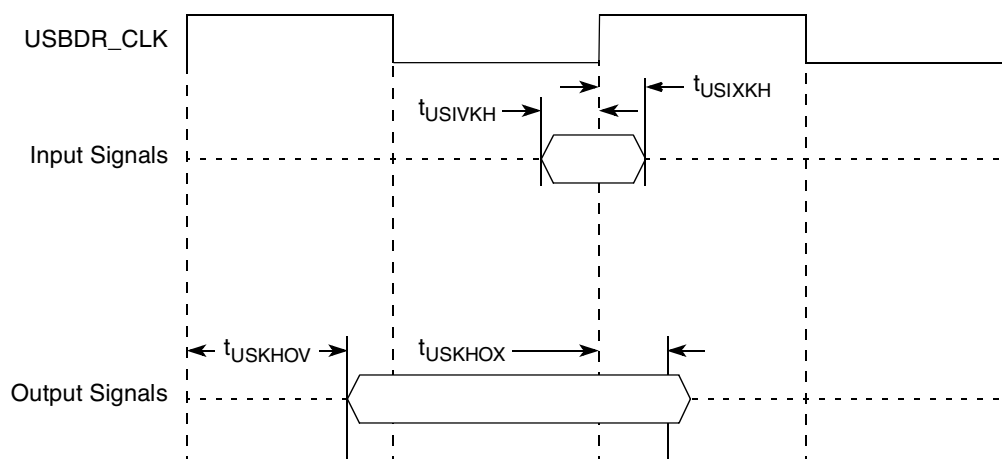 USBDR_CLK
tUSIXKH
tUSIVKH
Input Signals
tUSKHOV
tUSKHOX
Output Signals